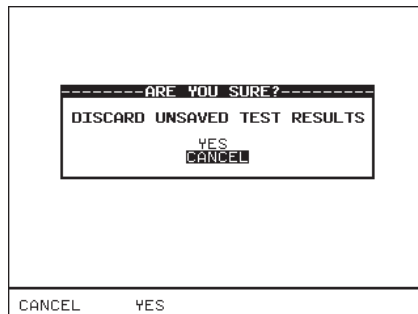 --------ARE YOU SURE?---------
DISCARD UNSAVED TEST RESULTS
YES
CANCEL
CANCEL YES